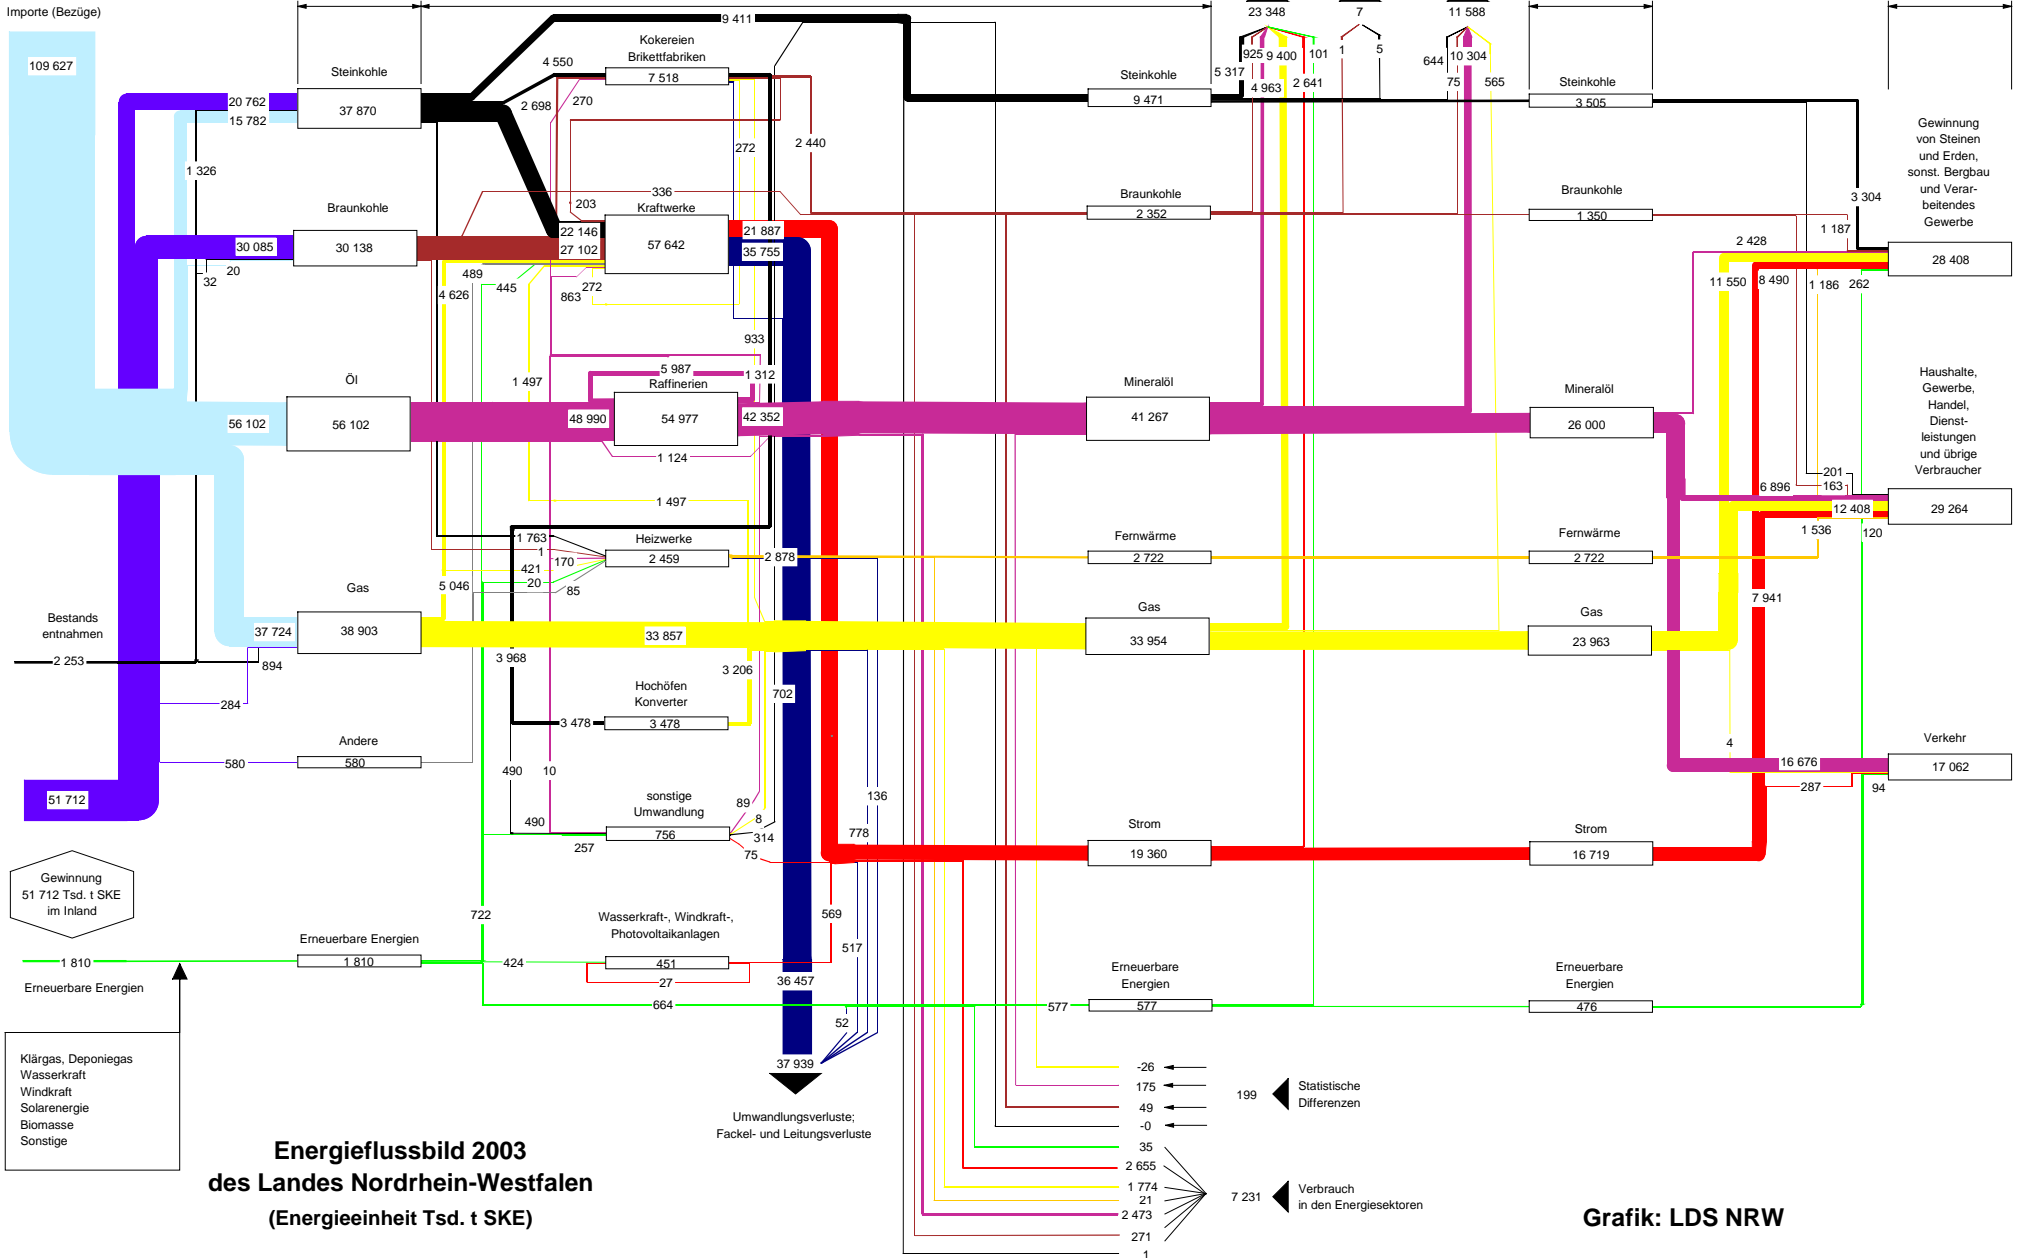 Importe (Bezüge)
109 627
20 762
15 782
1 326
30 085
20
32
56 102
37 724
894
Bestands
entnahmen
2 253
284
580
51 712
Gewinnung
51 712 Tsd. t SKE
im Inland
1 810
Erneuerbare Energien
Klärgas, Deponiegas
Wasserkraft
Windkraft
Solarenergie
Biomasse
Sonstige
Steinkohle
37 870
Braunkohle
30 138
Öl
56 102
Gas
38 903
Andere
580
Erneuerbare Energien
1 810
9 411
4 550
2 698
270
Kokereien
Brikettfabriken
7 518
272
2 440
336
203
Kraftwerke
57 642
22 146
27 102
21 887
35 755
489
445
4 626
863
272
933
1 497
5 987
1 312
Raffinerien
54 977
48 990
42 352
1 124
1 497
1 763
1
170
421
20
85
5 046
Heizwerke
2 459
2 878
33 857
3 968
3 206
702
Hochöfen
Konverter
3 478
3 478
490
10
490
257
sonstige
Umwandlung
756
89
8
314
75
136
778
722
424
664
Wasserkraft-, Windkraft-,
Photovoltaikanlagen
451
27
569
517
36 457
52
37 939
Umwandlungsverluste;
Fackel- und Leitungsverluste
23 348
7
11 588
925
9 400
101
5 317
4 963
2 641
1
5
644
10 304
75
565
Steinkohle
9 471
Braunkohle
2 352
Mineralöl
41 267
Fernwärme
2 722
Gas
33 954
Strom
19 360
Erneuerbare
Energien
577
577
Steinkohle
3 505
Braunkohle
1 350
Mineralöl
26 000
Fernwärme
2 722
Gas
23 963
Strom
16 719
Erneuerbare
Energien
476
Gewinnung
von Steinen
und Erden,
sonst. Bergbau
und Verar-
beitendes
Gewerbe
28 408
3 304
1 187
2 428
11 550
8 490
1 186
262
Haushalte,
Gewerbe,
Handel,
Dienst-
leistungen
und übrige
Verbraucher
29 264
201
6 896
163
12 408
1 536
120
7 941
4
Verkehr
17 062
16 676
287
94
-26
175
49
-0
199
Statistische
Differenzen
35
2 655
1 774
21
2 473
271
1
7 231
Verbrauch
in den Energiesektoren
Energieflussbild 2003
des Landes Nordrhein-Westfalen
(Energieeinheit Tsd. t SKE)
Grafik: LDS NRW